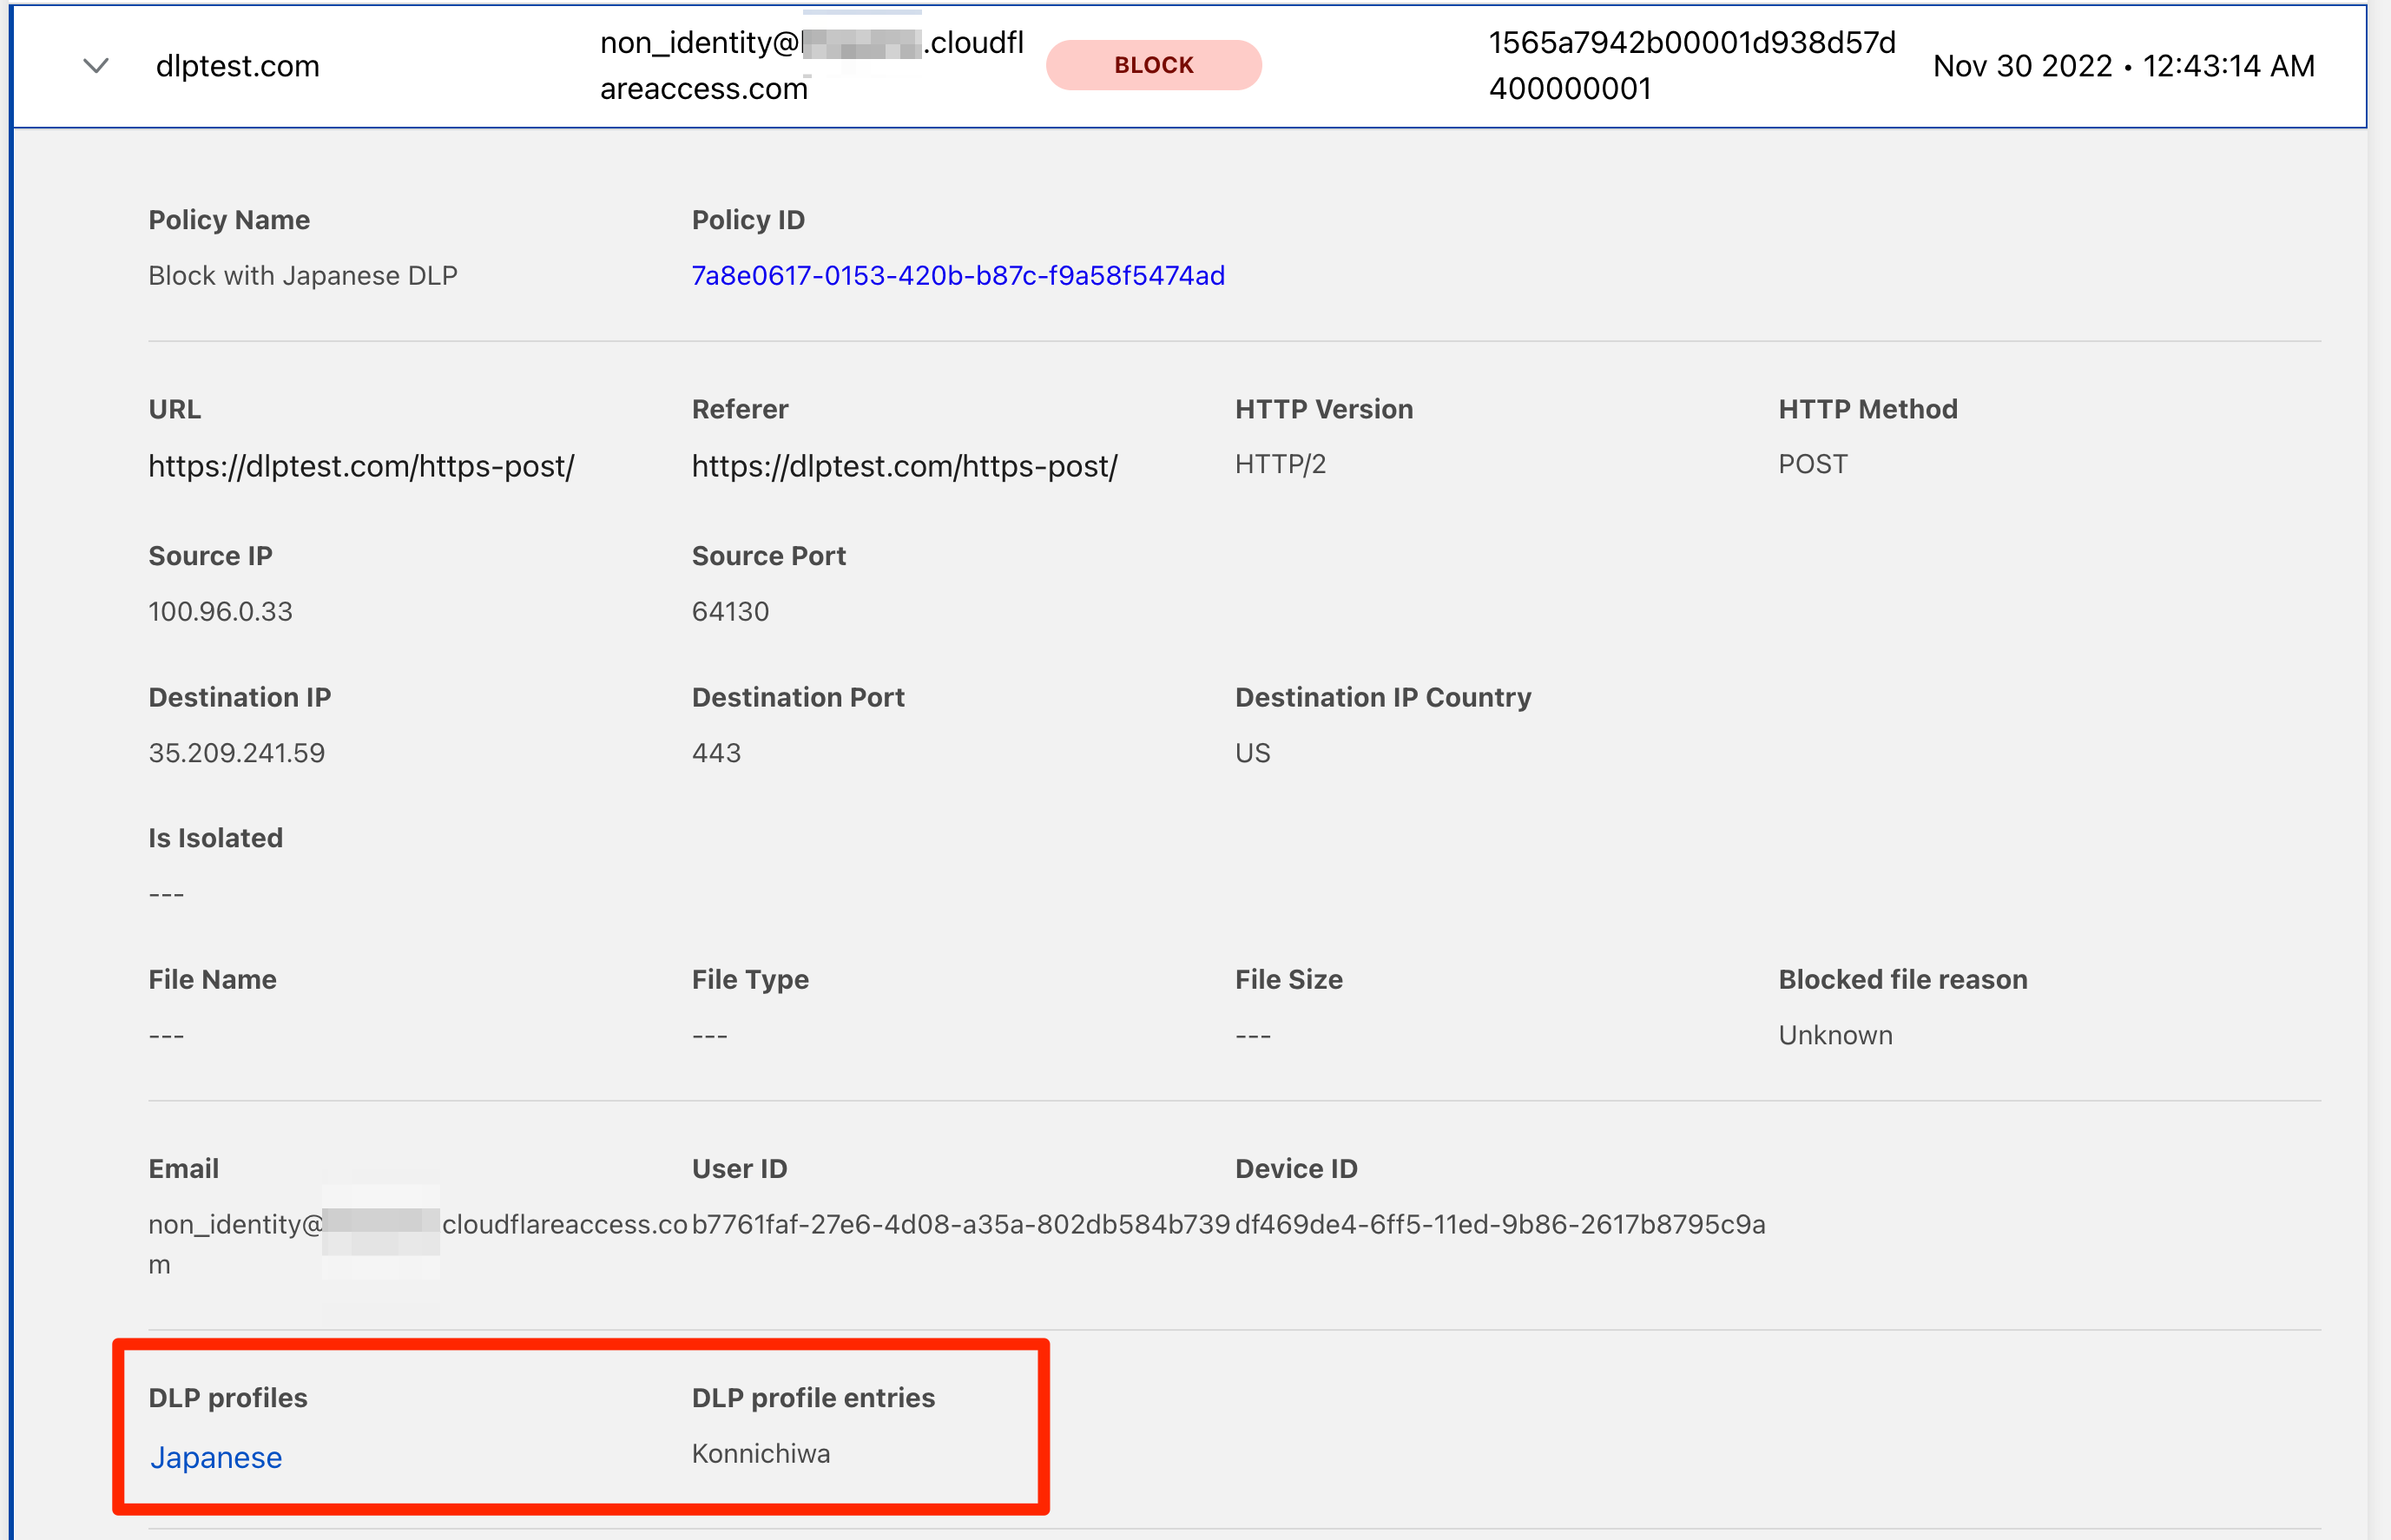 dlptest.com
non_identity@
.cloudfl
areaccess.com
BLOCK
1565a7942b00001d938d57d
400000001
Nov 30 2022 • 12:43:14 AM
Policy Name
Policy ID
Block with Japanese DLP
7a8e0617-0153-420b-b87c-f9a58f5474ad
URL
Referer
HTTP Version
HTTP Method
https://dlptest.com/https-post/
https://dlptest.com/https-post/
HTTP/2
POST
Source IP
Source Port
100.96.0.33
64130
Destination IP
Destination Port
Destination IP Country
35.209.241.59
443
US
Is Isolated
---
File Name
File Type
File Size
Blocked file reason
---
---
---
Unknown
Email
User ID
Device ID
non_identity@
cloudflareaccess.co
m
b7761faf-27e6-4d08-a35a-802db584b739
df469de4-6ff5-11ed-9b86-2617b8795c9a
DLP profiles
DLP profile entries
Japanese
Konnichiwa